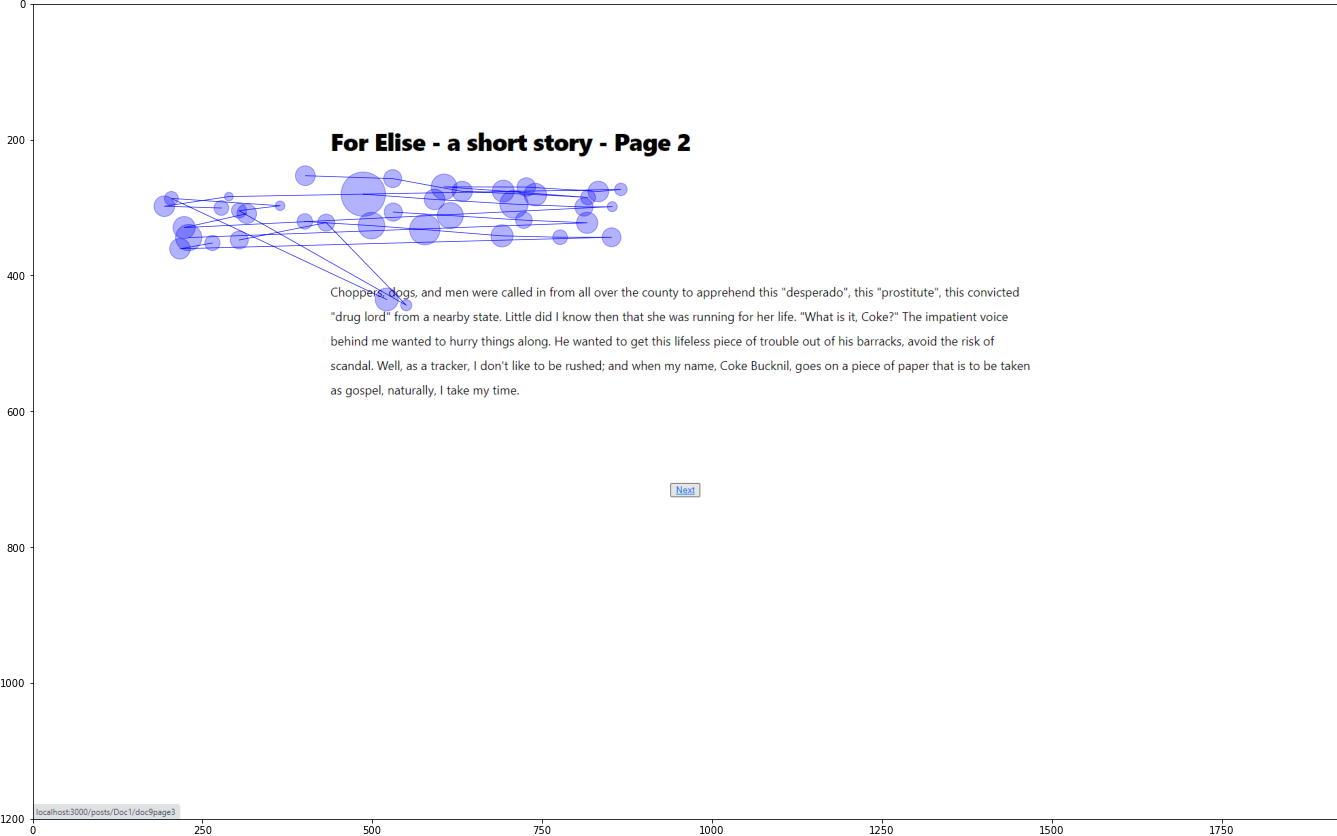 For Elise - a short story - Page 2
Choppers, dogs, and men were called in from all over the county to apprehend this "desperado", this "prostitute", this convicted
"drug lord" from a nearby state. Little did I know then that she was running for her life. "What is it, Coke?" The impatient voice
behind me wanted to hurry things along. He wanted to get this lifeless piece of trouble out of his barracks, avoid the risk of
scandal. Well, as a tracker, I don't like to be rushed; and when my name, Coke Bucknil, goes on a piece of paper that is to be taken
as gospel, naturally, I take my time.
Next
localhost:3000/posts/Doc1/doc9page3
0
200
400
600
800
1000
1200
0 250 500 750 1000 1250 1500 1750